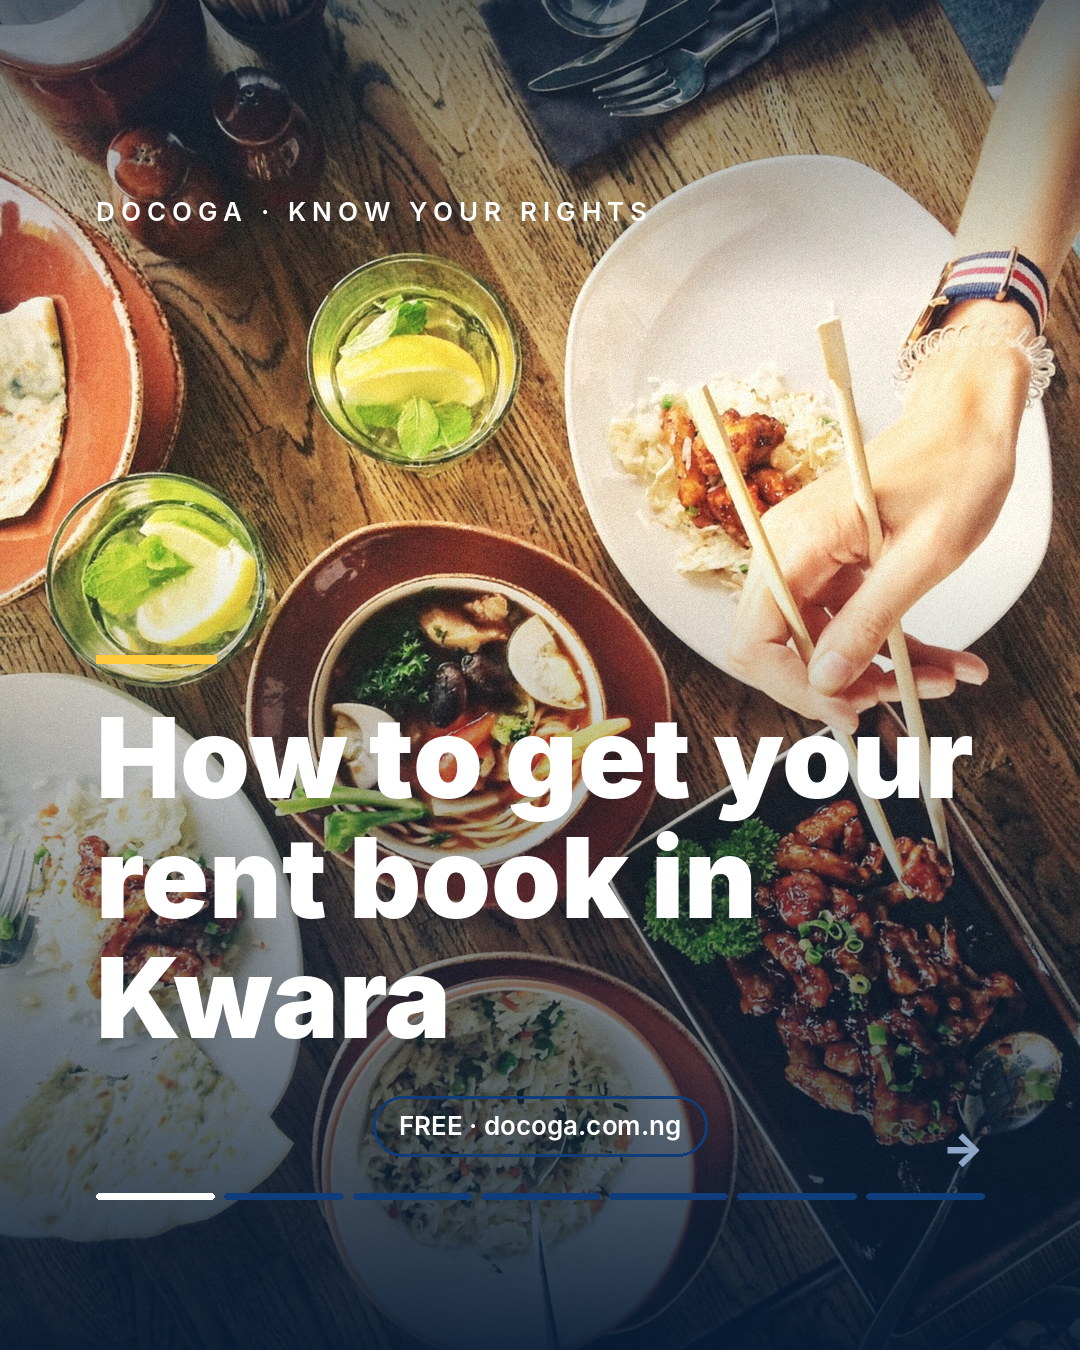 DOCOGA · KNOW YOUR RIGHTS
How to get your
rent book in
Kwara
FREE · docoga.com.ng